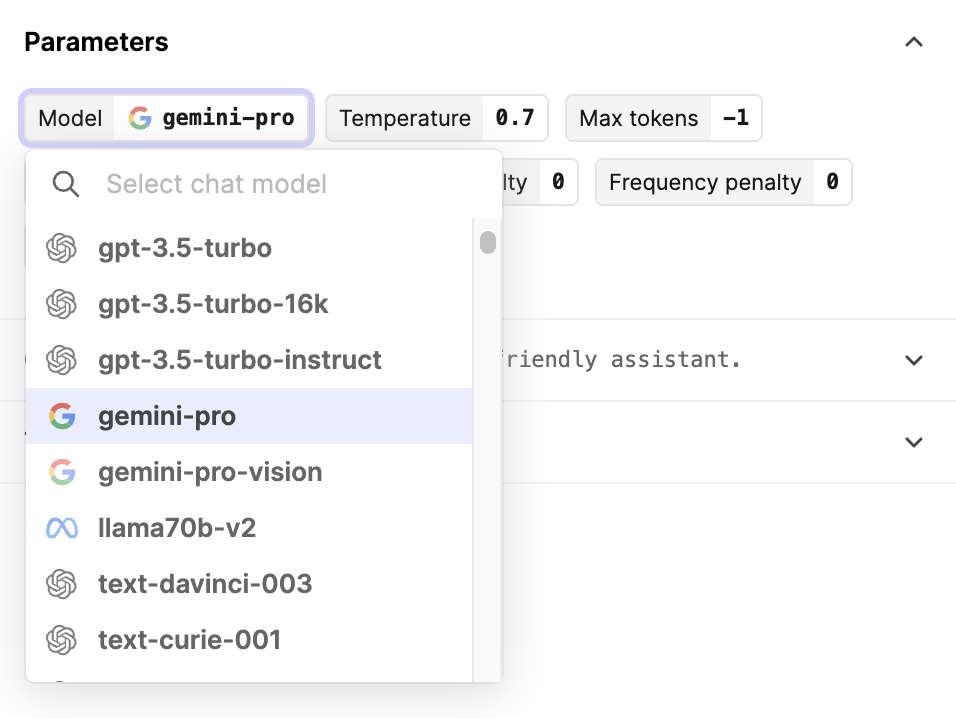 Parameters
Model gemini-pro Temperature 0.7 Max tokens -1
Select chat model
lty 0 Frequency penalty 0
gpt-3.5-turbo
gpt-3.5-turbo-16k
gpt-3.5-turbo-instruct
friendly assistant.
gemini-pro
gemini-pro-vision
llama70b-v2
text-davinci-003
text-curie-001